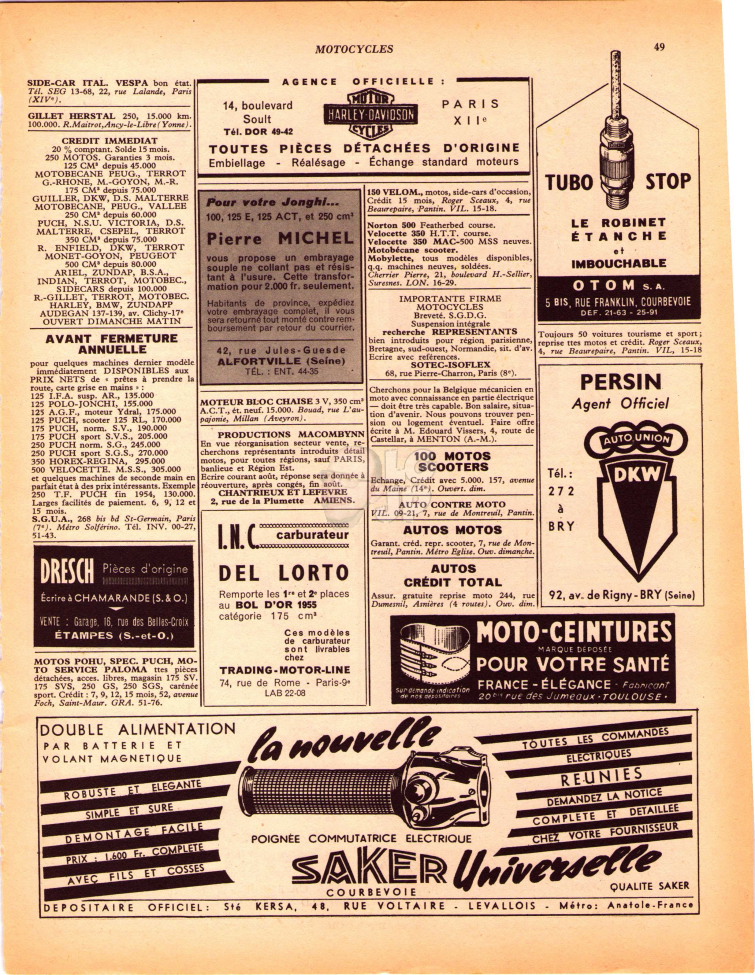 MOTOCYCLES
49
SIDE-CAR ITAL. VESPA bon état.
Tél. SEG 13-68, 22, rue Lalande, Paris
(XIVe).
GILLET HERSTAL 250, 15.000 km.
100.000. R. Maitrot, Ancy-le-Libre (Yonne).
CREDIT IMMEDIAT
20 % comptant. Solde 15 mois.
250 MOTOS. Garanties 3 mois.
125 CM³ depuis 45.000
MOTOBECANE PEUG., TERROT
G.-RHONE, M.-GOYON, M.-R.
175 CM³ depuis 75.000
GUILLER, DKW, D.S. MALTERRE
MOTOBECANE, PEUG., VALLEE
250 CM³ depuis 60.000
PUCH, N.S.U. VICTORIA, D.S.
MALTERRE, CSEPEL, TERROT
350 CM³ depuis 75.000
R. ENFIELD, DKW, TERROT
MONET-GOYON, PEUGEOT
500 CM³ depuis 80.000
ARIEL, ZUNDAP, B.S.A.,
INDIAN, TERROT, MOTOBEC.,
SIDECARS depuis 100.000
R.-GILLET, TERROT, MOTOBEC.
HARLEY, BMW, ZUNDAPP
AUDEGAN 137-139, av. Clichy-17e
OUVERT DIMANCHE MATIN
AVANT FERMETURE
ANNUELLE
pour quelques machines dernier modèle
immédiatement DISPONIBLES aux
PRIX NETS de « prêtes à prendre la
route, carte grise en mains » :
125 I.F.A. susp. AR., 135.000
125 POLO-JONCHI, 155.000
125 A.G.F., moteur Ydral, 175.000
125 PUCH, scooter 125 RL, 170.000
175 PUCH, norm. S.V., 190.000
175 PUCH sport S.V.S., 205.000
250 PUCH norm. S.G., 245.000
250 PUCH sport S.G.S., 270.000
350 HOREX-REGINA, 295.000
500 VELOCETTE. M.S.S., 305.000
et quelques machines de seconde main en
parfait état à des prix intéressants. Exemple
250 T.F. PUCH fin 1954, 130.000.
Larges facilités de paiement. 6, 9, 12 et
15 mois.
S.G.U.A., 268 bis bd St-Germain, Paris
(7e). Métro Solférino. Tél. INV. 00-27,
51-43.
DRESCH Pièces d'origine
Écrire à CHAMARANDE (S. & O.)
VENTE : Garage, 16, rue des Belles-Croix
ÉTAMPES (S.-et-O.)
MOTOS POHU, SPEC. PUCH, MO-
TO SERVICE PALOMA ttes pièces
détachées, acces. libres, magasin 175 SV.
175 SVS, 250 GS, 250 SGS, carénée
sport. Crédit : 7, 9, 12, 15 mois, 52, avenue
Foch, Saint-Maur. GRA. 51-76.
AGENCE OFFICIELLE :
14, boulevard
Soult
Tél. DOR 49-42
MOTOR
HARLEY-DAVIDSON
CYCLES
PARIS
XIIe
TOUTES PIÈCES DÉTACHÉES D'ORIGINE
Embiellage - Réalésage - Échange standard moteurs
Pour votre Jonghi...
100, 125 E, 125 ACT, et 250 cm³
Pierre MICHEL
vous propose un embrayage
souple ne collant pas et résis-
tant à l'usure. Cette transfor-
mation pour 2.000 fr. seulement.
Habitants de province, expédiez
votre embrayage complet, il vous
sera retourné tout monté contre rem-
boursement par retour du courrier.
42, rue Jules-Guesde
ALFORTVILLE (Seine)
TÉL. : ENT. 44-35
MOTEUR BLOC CHAISE 3 V, 350 cm³
A.C.T., ét. neuf. 15.000. Bouad, rue L'au-
pajonie, Millan (Aveyron).
PRODUCTIONS MACOMBYN
En vue réorganisation secteur vente, re-
cherchons représentants introduits détail
motos, pour toutes régions, sauf PARIS,
banlieue et Région Est.
Ecrire courant août, réponse sera donnée à
réouverture, après congés, fin août.
CHANTRIEUX ET LEFEVRE
2, rue de la Plumette AMIENS.
I.N.C. carburateur
DEL LORTO
Remporte les 1re et 2e places
au BOL D'OR 1955
catégorie 175 cm³
Ces modèles
de carburateur
sont livrables
chez
TRADING-MOTOR-LINE
74, rue de Rome - Paris-9e
LAB 22-08
150 VELOM., motos, side-cars d'occasion,
Crédit 15 mois, Roger Sceaux, 4, rue
Beaurepaire, Pantin. VIL. 15-18.
Norton 500 Featherbed course.
Velocette 350 H.T.T. course.
Velocette 350 MAC-500 MSS neuves.
Motobécane scooter.
Mobylette, tous modèles disponibles,
q.q. machines neuves, soldées.
Cherrier Pierre, 21, boulevard H.-Sellier,
Suresnes. LON. 16-29.
IMPORTANTE FIRME
MOTOCYCLES
Breveté. S.G.D.G.
Suspension intégrale
recherche REPRESENTANTS
bien introduits pour région parisienne,
Bretagne, sud-ouest, Normandie, sit. d'av.
Ecrire avec références.
SOTEC-ISOFLEX
68, rue Pierre-Charron, Paris (8e).
Cherchons pour la Belgique mécanicien en
moto avec connaissance en partie électrique
— doit être très capable. Bon salaire, situa-
tion d'avenir. Nous pouvons trouver pen-
sion ou logement éventuel. Faire offre
écrite à M. Edouard Vissers, 4, route de
Castellar, à MENTON (A.-M.).
100 MOTOS
SCOOTERS
Echange, Crédit avec 5.000. 157, avenue
du Maine (14e). Ouvert. dim.
AUTO CONTRE MOTO
VIL. 09-21, 7, rue de Montreuil, Pantin.
AUTOS MOTOS
Garant. créd. repr. scooter, 7, rue de Mon-
treuil, Pantin. Métro Eglise. Ouv. dimanche.
AUTOS
CRÉDIT TOTAL
Assur. gratuite reprise moto 244, rue
Dumesnil, Asnières (4 routes). Ouv. dim.
TUBO STOP
LE ROBINET
ÉTANCHE
et
IMBOUCHABLE
OTOM S.A.
5 BIS, RUE FRANKLIN, COURBEVOIE
DEF. 21-63 - 25-91
Toujours 50 voitures tourisme et sport ;
reprise ttes motos et crédit. Roger Sceaux,
4, rue Beaurepaire, Pantin. VIL, 15-18
PERSIN
Agent Officiel
AUTO UNION
DKW
Tél. :
272
à
BRY
92, av. de Rigny - BRY (Seine)
MOTO-CEINTURES
MARQUE DÉPOSÉE
POUR VOTRE SANTÉ
FRANCE - ÉLÉGANCE - Fabricant
20 bis rue des Jumeaux - TOULOUSE
Sur demande indication
de nos dépositaires
DOUBLE ALIMENTATION
PAR BATTERIE ET
VOLANT MAGNETIQUE
la nouvelle
ROBUSTE ET ELEGANTE
SIMPLE ET SURE
DEMONTAGE FACILE
PRIX : 1.600 Fr. COMPLETE
AVEC FILS ET COSSES
TOUTES LES COMMANDES
ELECTRIQUES
REUNIES
DEMANDEZ LA NOTICE
COMPLETE ET DETAILLEE
CHEZ VOTRE FOURNISSEUR
POIGNÉE COMMUTATRICE ELECTRIQUE
SAKER Universelle
COURBEVOIE
QUALITE SAKER
DEPOSITAIRE OFFICIEL : Sté KERSA, 48, RUE VOLTAIRE - LEVALLOIS - Métro: Anatole-France